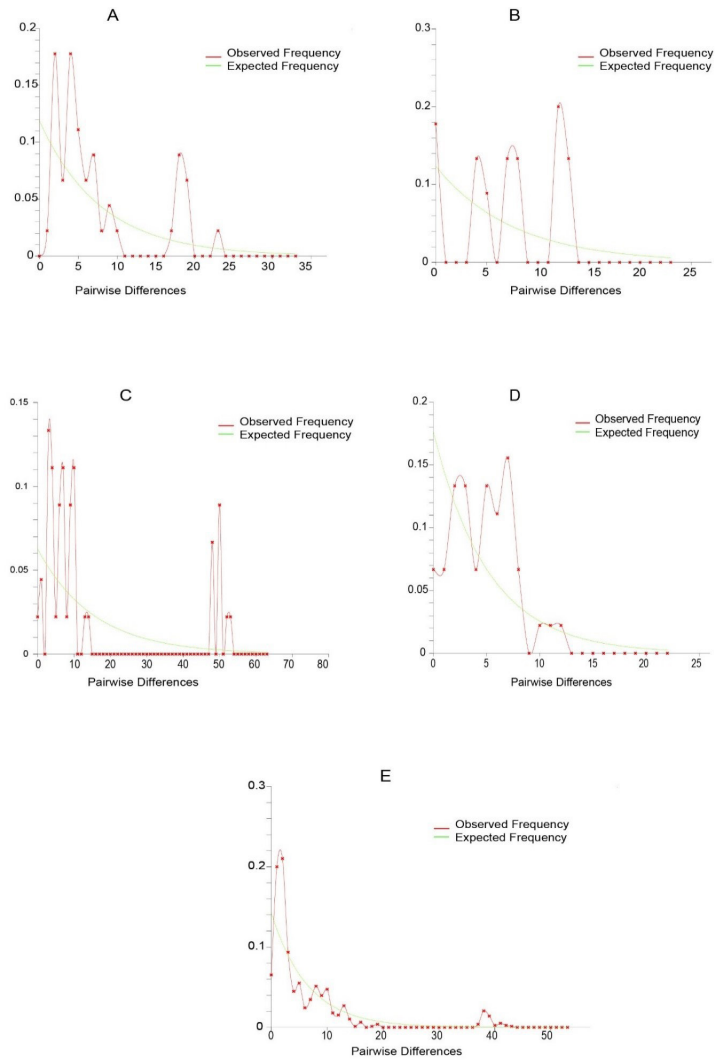 A
0.2
0.15
0.1
0.05
0
0 5 10 15 20 25 30 35
Observed Frequency
Expected Frequency
Pairwise Differences
B
0.3
0.2
0.1
0
0 5 10 15 20 25
Observed Frequency
Expected Frequency
Pairwise Differences
C
0.15
0.1
0.05
0
0 10 20 30 40 50 60 70 80
Observed Frequency
Expected Frequency
Pairwise Differences
D
0.2
0.15
0.1
0.05
0
0 5 10 15 20 25
Observed Frequency
Expected Frequency
Pairwise Differences
E
0.3
0.2
0.1
0
0 10 20 30 40 50
Observed Frequency
Expected Frequency
Pairwise Differences